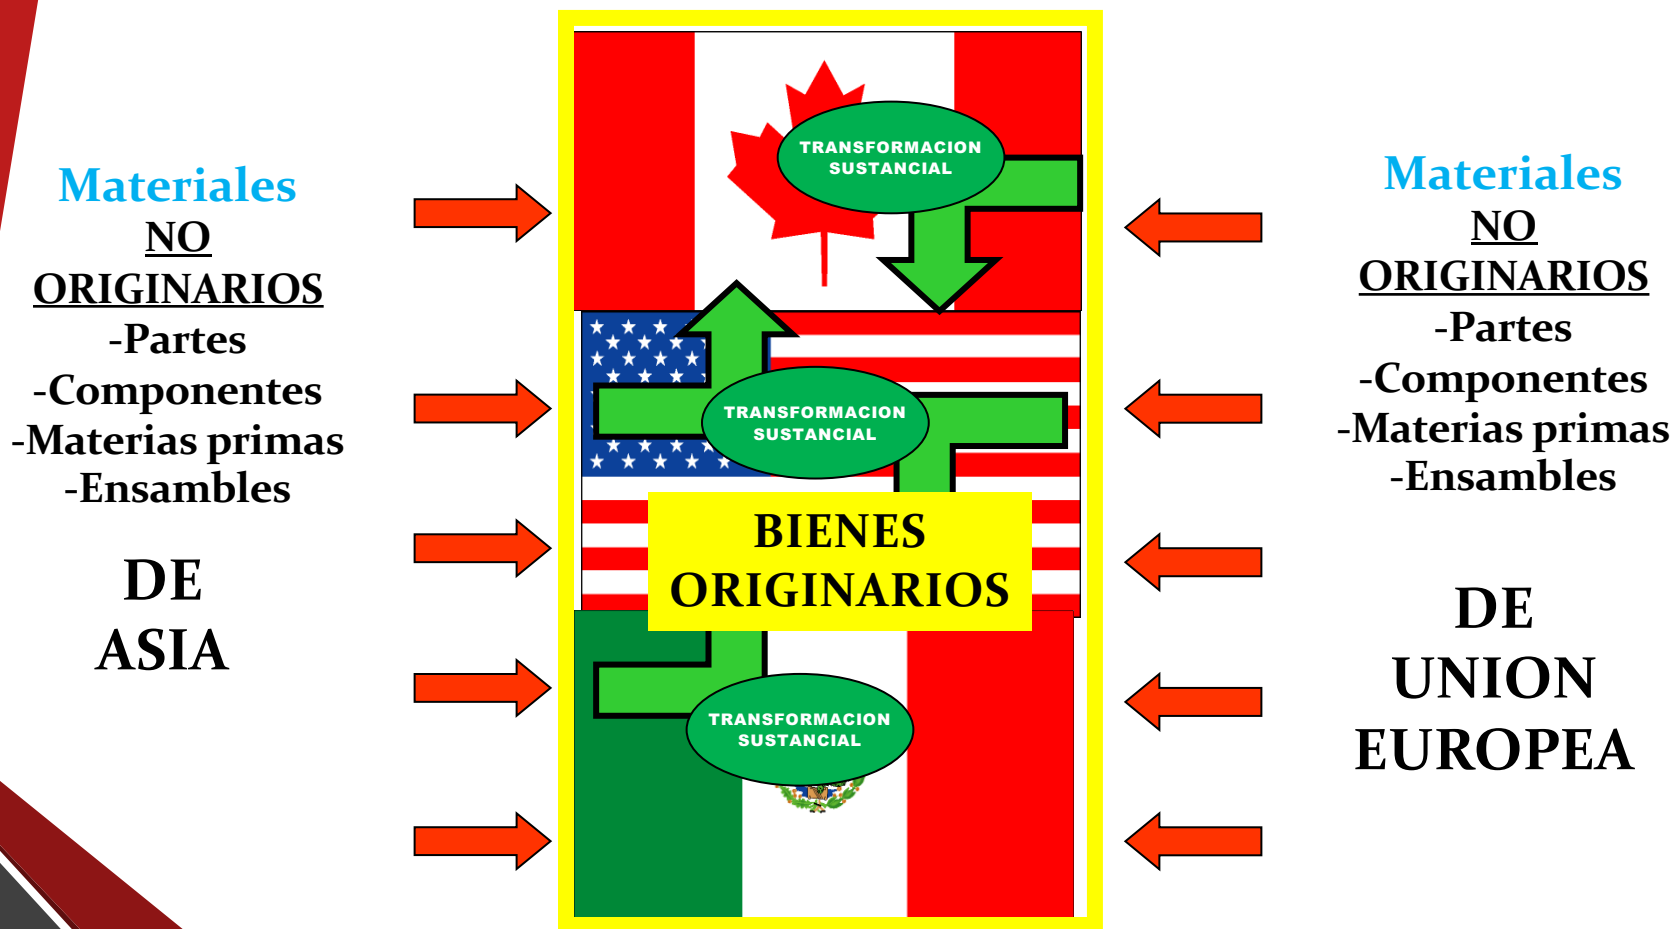 Materiales
NO
ORIGINARIOS
-Partes
-Componentes
-Materias primas
-Ensambles
DE
ASIA
TRANSFORMACION
SUSTANCIAL
TRANSFORMACION
SUSTANCIAL
BIENES
ORIGINARIOS
TRANSFORMACION
SUSTANCIAL
Materiales
NO
ORIGINARIOS
-Partes
-Componentes
-Materias primas
-Ensambles
DE
UNION
EUROPEA